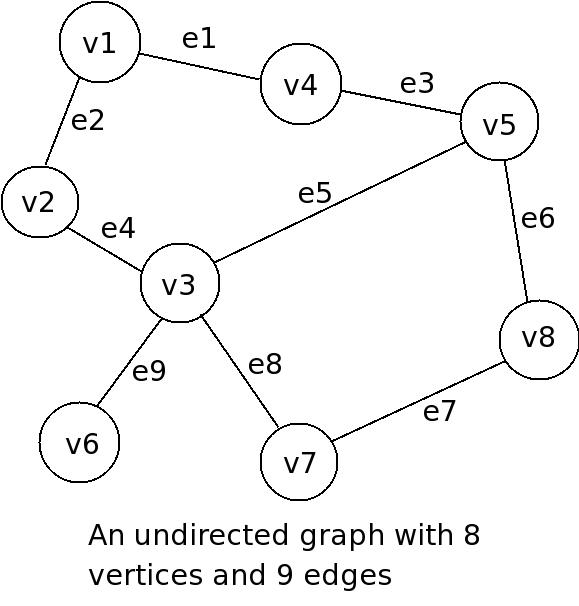 v1
e1
v4
e3
v5
e2
v2
e4
e5
e6
v3
v8
e9
e8
e7
v6
v7
An undirected graph with 8
vertices and 9 edges